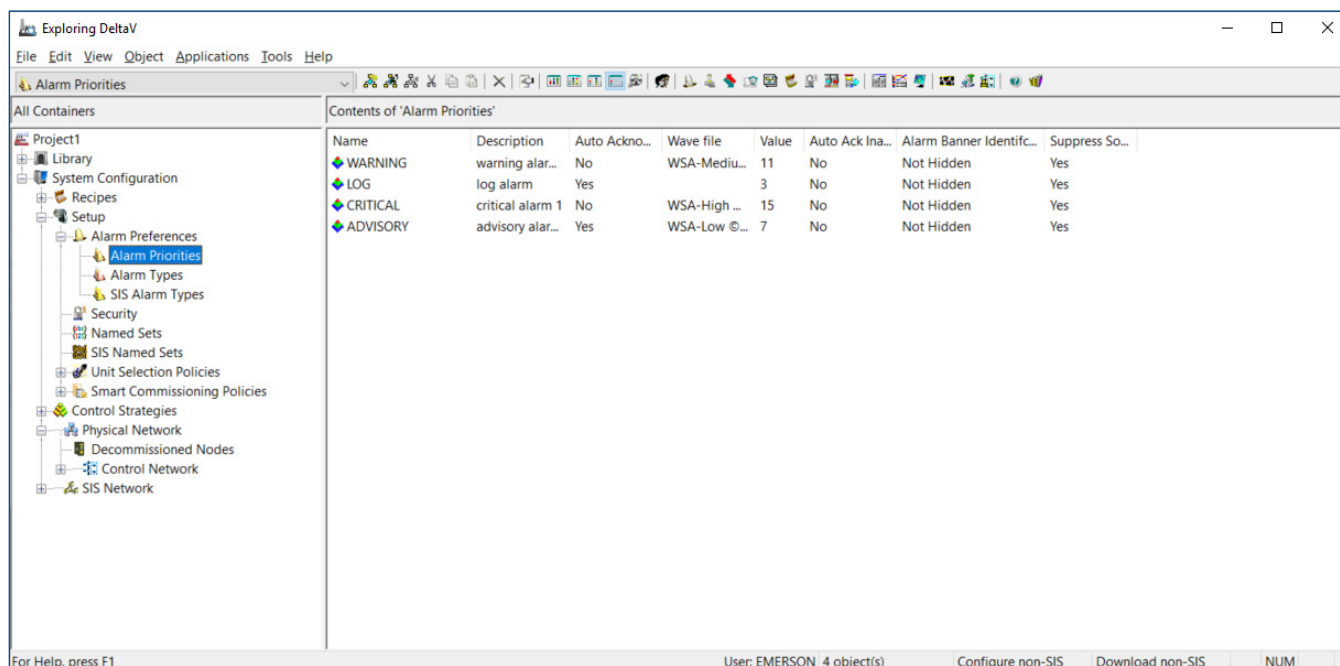 Exploring DeltaV
File Edit View Object Applications Tools Help
Alarm Priorities
All Containers
Contents of 'Alarm Priorities'
Project1
Library
System Configuration
Recipes
Setup
Alarm Preferences
Alarm Priorities
Alarm Types
SIS Alarm Types
Security
Named Sets
SIS Named Sets
Unit Selection Policies
Smart Commissioning Policies
Control Strategies
Physical Network
Decommissioned Nodes
Control Network
SIS Network
Name Description Auto Ackno... Wave file Value Auto Ack Ina... Alarm Banner Identifc... Suppress So...
WARNING warning alar... No WSA-Mediu... 11 No Not Hidden Yes
LOG log alarm Yes 3 No Not Hidden Yes
CRITICAL critical alarm 1 No WSA-High ... 15 No Not Hidden Yes
ADVISORY advisory alar... Yes WSA-Low ©... 7 No Not Hidden Yes
For Help, press F1 User: EMERSON 4 object(s) Configure non-SIS Download non-SIS NUM